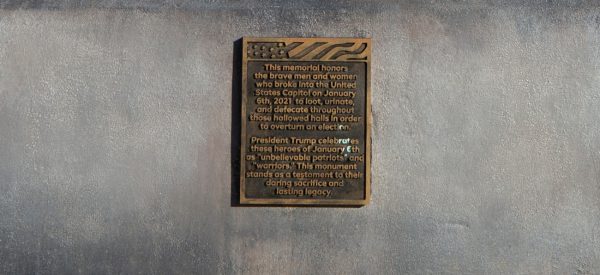 This memorial honors
the brave men and women
who broke into the United
States Capitol on January
6th, 2021 to loot, urinate,
and defecate throughout
those hallowed halls in order
to overturn an election.
President Trump celebrates
these heroes of January 6th
as "unbelievable patriots" and
"warriors." This monument
stands as a testament to their
daring sacrifice and
lasting legacy.